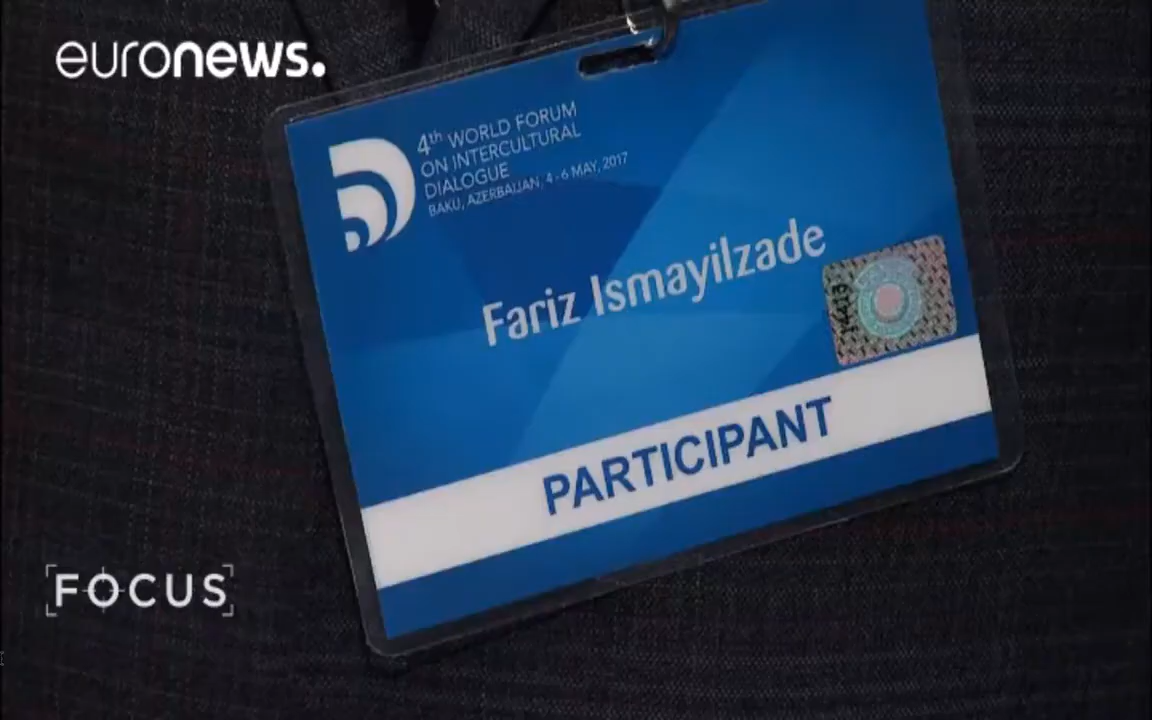 euronews.
4th WORLD FORUM
ON INTERCULTURAL
DIALOGUE
BAKU, AZERBAIJAN, 4 - 6 MAY, 2017
Fariz Ismayilzade
PARTICIPANT
FOCUS